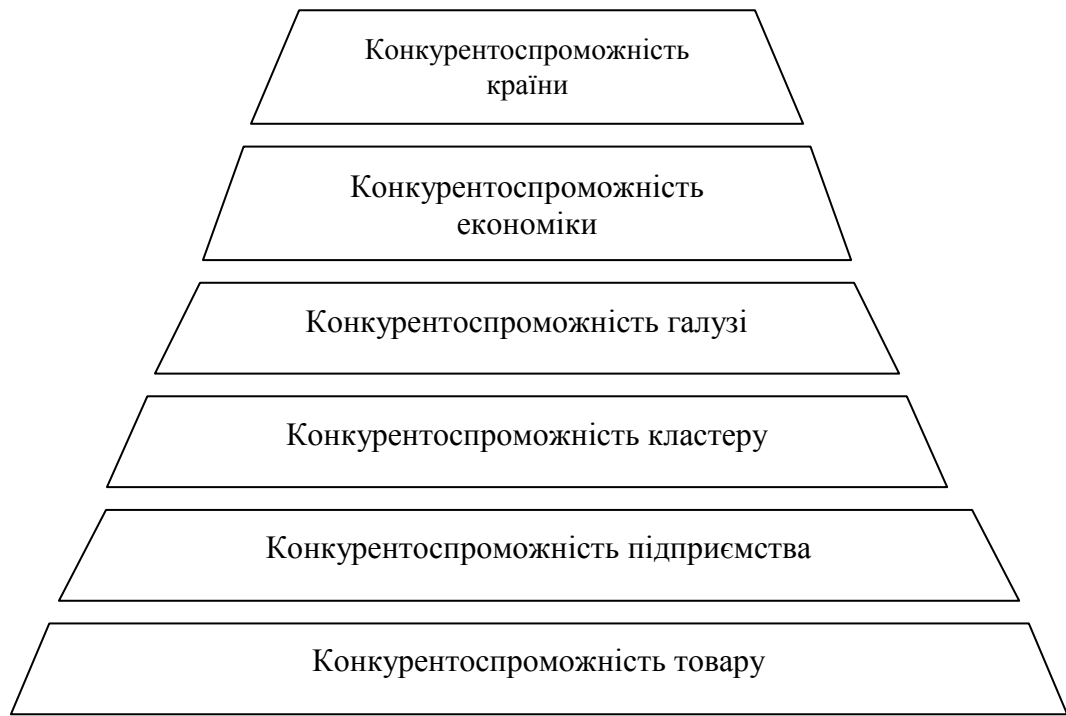 Конкурентоспроможність
країни
Конкурентоспроможність
економіки
Конкурентоспроможність галузі
Конкурентоспроможність кластеру
Конкурентоспроможність підприємства
Конкурентоспроможність товару